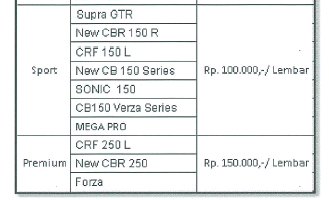 Supra GTR
New CBR 150 R
CRF 150 L
Sport New CB 150 Series Rp. 100.000,-/ Lembar
SONIC 150
CB150 Verza Series
MEGA PRO
CRF 250 L
Premium New CBR 250 Rp. 150.000,-/ Lembar
Forza